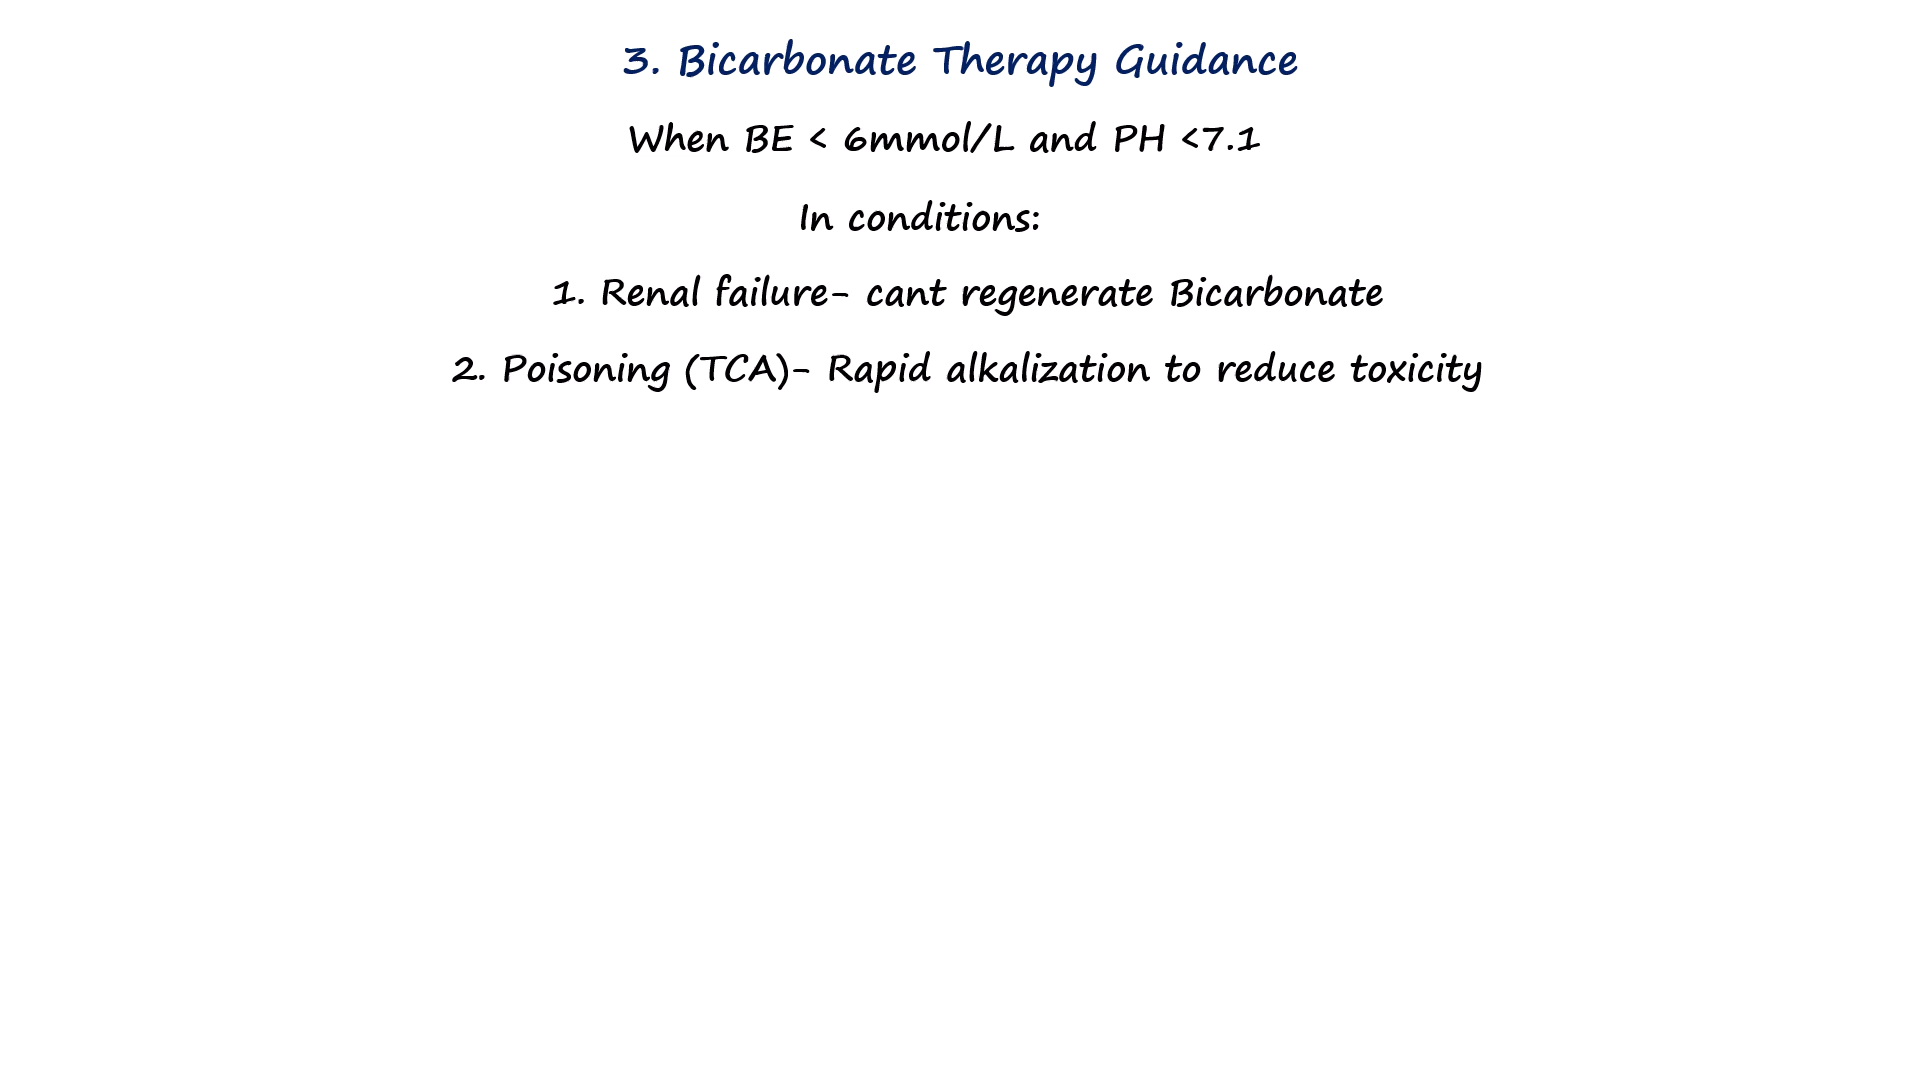 3. Bicarbonate Therapy Guidance
When BE < 6mmol/L and PH <7.1
In conditions:
1. Renal failure- cant regenerate Bicarbonate
2. Poisoning (TCA)- Rapid alkalization to reduce toxicity